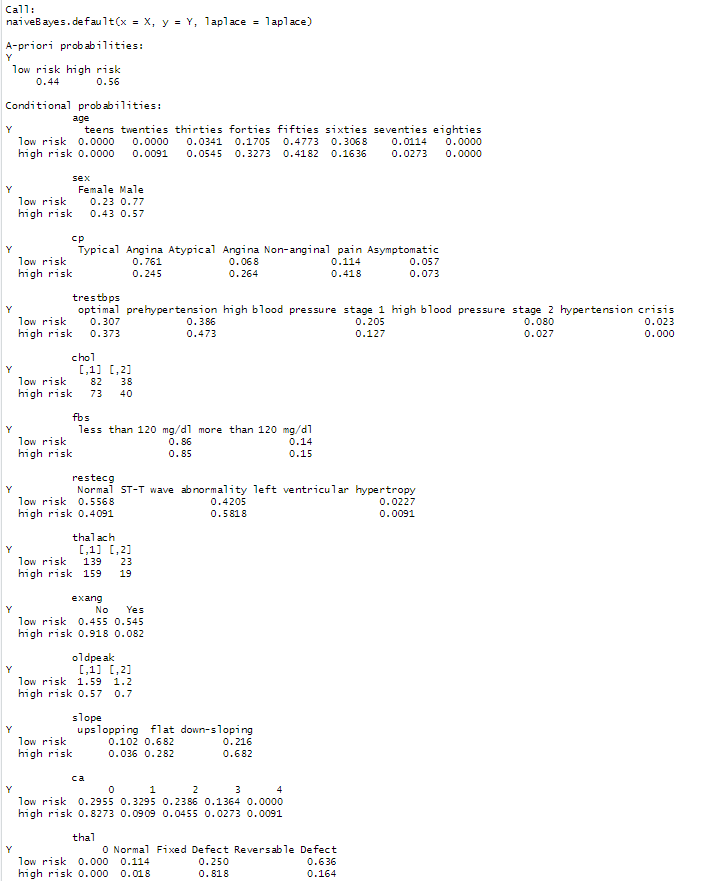 Call:
naiveBayes.default(x = X, y = Y, laplace = laplace)
A-priori probabilities:
Y
low risk high risk
0.44 0.56
Conditional probabilities:
age
Y teens twenties thirties forties fifties sixties seventies eighties
low risk 0.0000 0.0000 0.0341 0.1705 0.4773 0.3068 0.0114 0.0000
high risk 0.0000 0.0091 0.0545 0.3273 0.4182 0.1636 0.0273 0.0000
sex
Y Female Male
low risk 0.23 0.77
high risk 0.43 0.57
cp
Y Typical Angina Atypical Angina Non-anginal pain Asymptomatic
low risk 0.761 0.068 0.114 0.057
high risk 0.245 0.264 0.418 0.073
trestbps
Y optimal prehypertension high blood pressure stage 1 high blood pressure stage 2 hypertension crisis
low risk 0.307 0.386 0.205 0.080 0.023
high risk 0.373 0.473 0.127 0.027 0.000
chol
Y [,1] [,2]
low risk 82 38
high risk 73 40
fbs
Y less than 120 mg/dl more than 120 mg/dl
low risk 0.86 0.14
high risk 0.85 0.15
restecg
Y Normal ST-T wave abnormality left ventricular hypertropy
low risk 0.5568 0.4205 0.0227
high risk 0.4091 0.5818 0.0091
thalach
Y [,1] [,2]
low risk 139 23
high risk 159 19
exang
Y No Yes
low risk 0.455 0.545
high risk 0.918 0.082
oldpeak
Y [,1] [,2]
low risk 1.59 1.2
high risk 0.57 0.7
slope
Y upslopping flat down-sloping
low risk 0.102 0.682 0.216
high risk 0.036 0.282 0.682
ca
Y 0 1 2 3 4
low risk 0.2955 0.3295 0.2386 0.1364 0.0000
high risk 0.8273 0.0909 0.0455 0.0273 0.0091
thal
Y 0 Normal Fixed Defect Reversable Defect
low risk 0.000 0.114 0.250 0.636
high risk 0.000 0.018 0.818 0.164